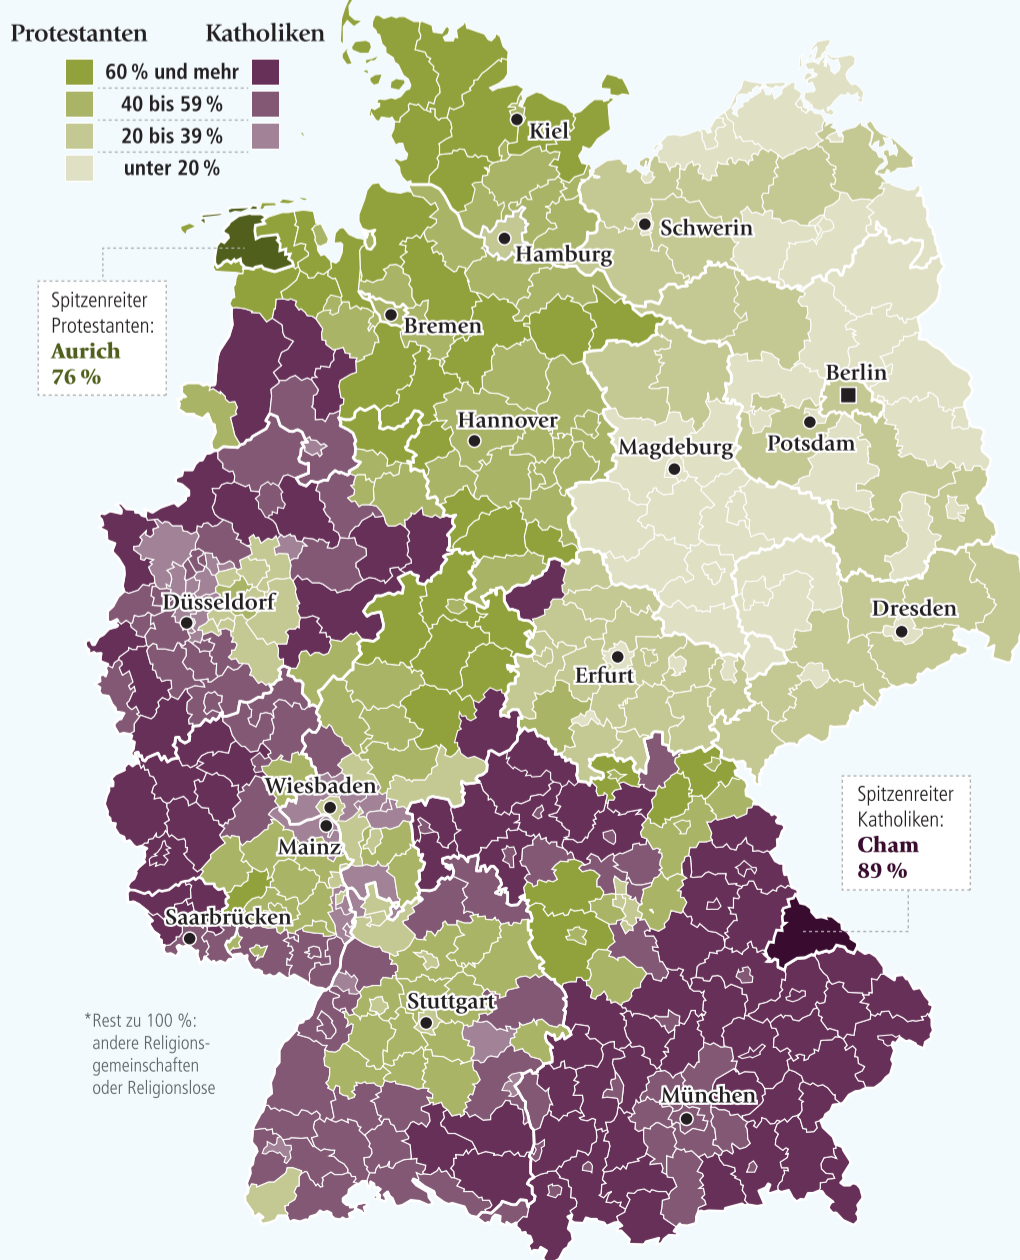 Protestanten Katholiken
60 % und mehr
40 bis 59 %
20 bis 39 %
unter 20 %
Kiel
Schwerin
Hamburg
Spitzenreiter
Protestanten:
Aurich
76 %
Bremen
Berlin
Hannover
Potsdam
Magdeburg
Düsseldorf
Dresden
Erfurt
Wiesbaden
Mainz
Spitzenreiter
Katholiken:
Cham
89 %
Saarbrücken
Stuttgart
*Rest zu 100 %:
andere Religions-
gemeinschaften
oder Religionslose
München